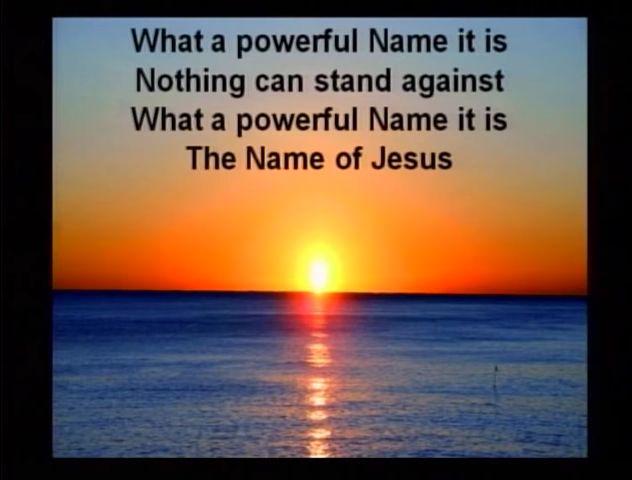 What a powerful Name it is
Nothing can stand against
What a powerful Name it is
The Name of Jesus